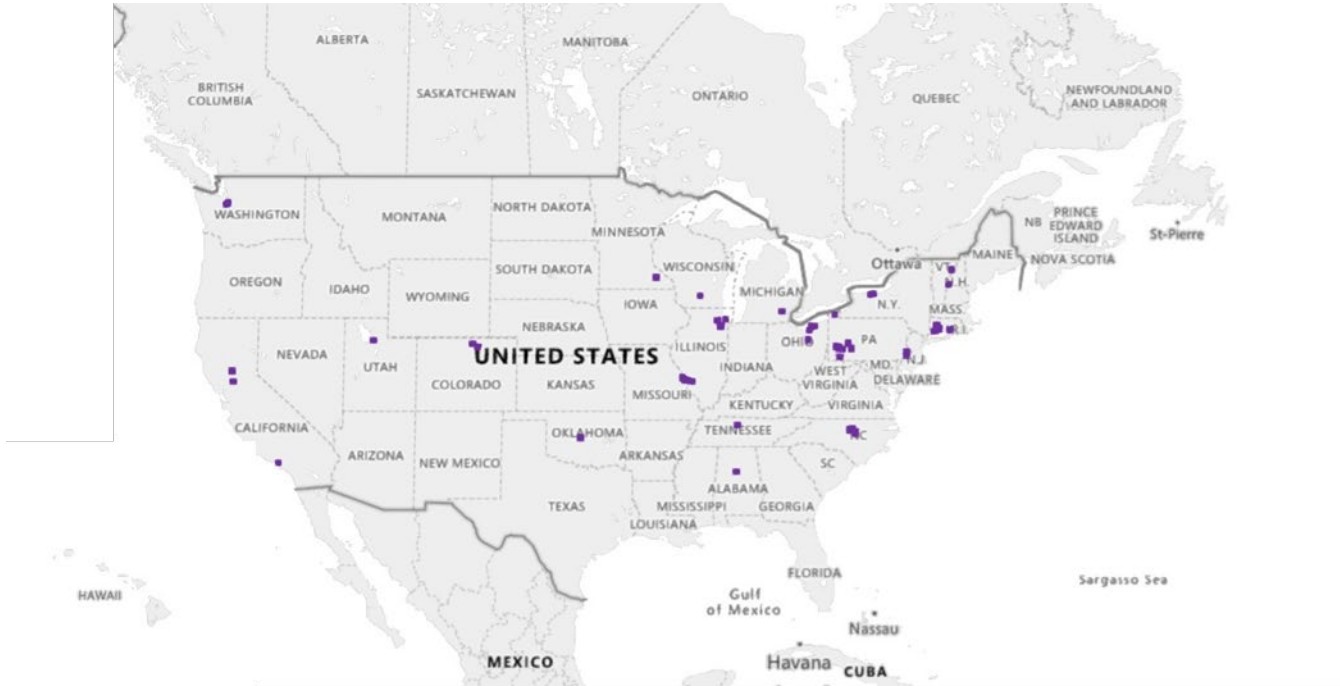 ALBERTA
MANITOBA
BRITISH
COLUMBIA
SASKATCHEWAN
ONTARIO
QUEBEC
NEWFOUNDLAND
AND LABRADOR
WASHINGTON
MONTANA
NORTH DAKOTA
MINNESOTA
NB
PRINCE
EDWARD
ISLAND
St-Pierre
Ottawa
MAINE
NOVA SCOTIA
OREGON
IDAHO
WYOMING
SOUTH DAKOTA
WISCONSIN
MICHIGAN
VT.
N.H.
N.Y.
MASS.
R.I.
IOWA
NEBRASKA
NEVADA
UTAH
COLORADO
UNITED STATES
KANSAS
ILLINOIS
INDIANA
OHIO
PA
WEST
VIRGINIA
MD.
N.J.
DELAWARE
MISSOURI
KENTUCKY
VIRGINIA
CALIFORNIA
ARIZONA
NEW MEXICO
OKLAHOMA
ARKANSAS
TENNESSEE
NC
SC
TEXAS
LOUISIANA
MISSISSIPPI
ALABAMA
GEORGIA
FLORIDA
HAWAII
Gulf
of Mexico
Sargasso Sea
Nassau
Havana
CUBA
MEXICO